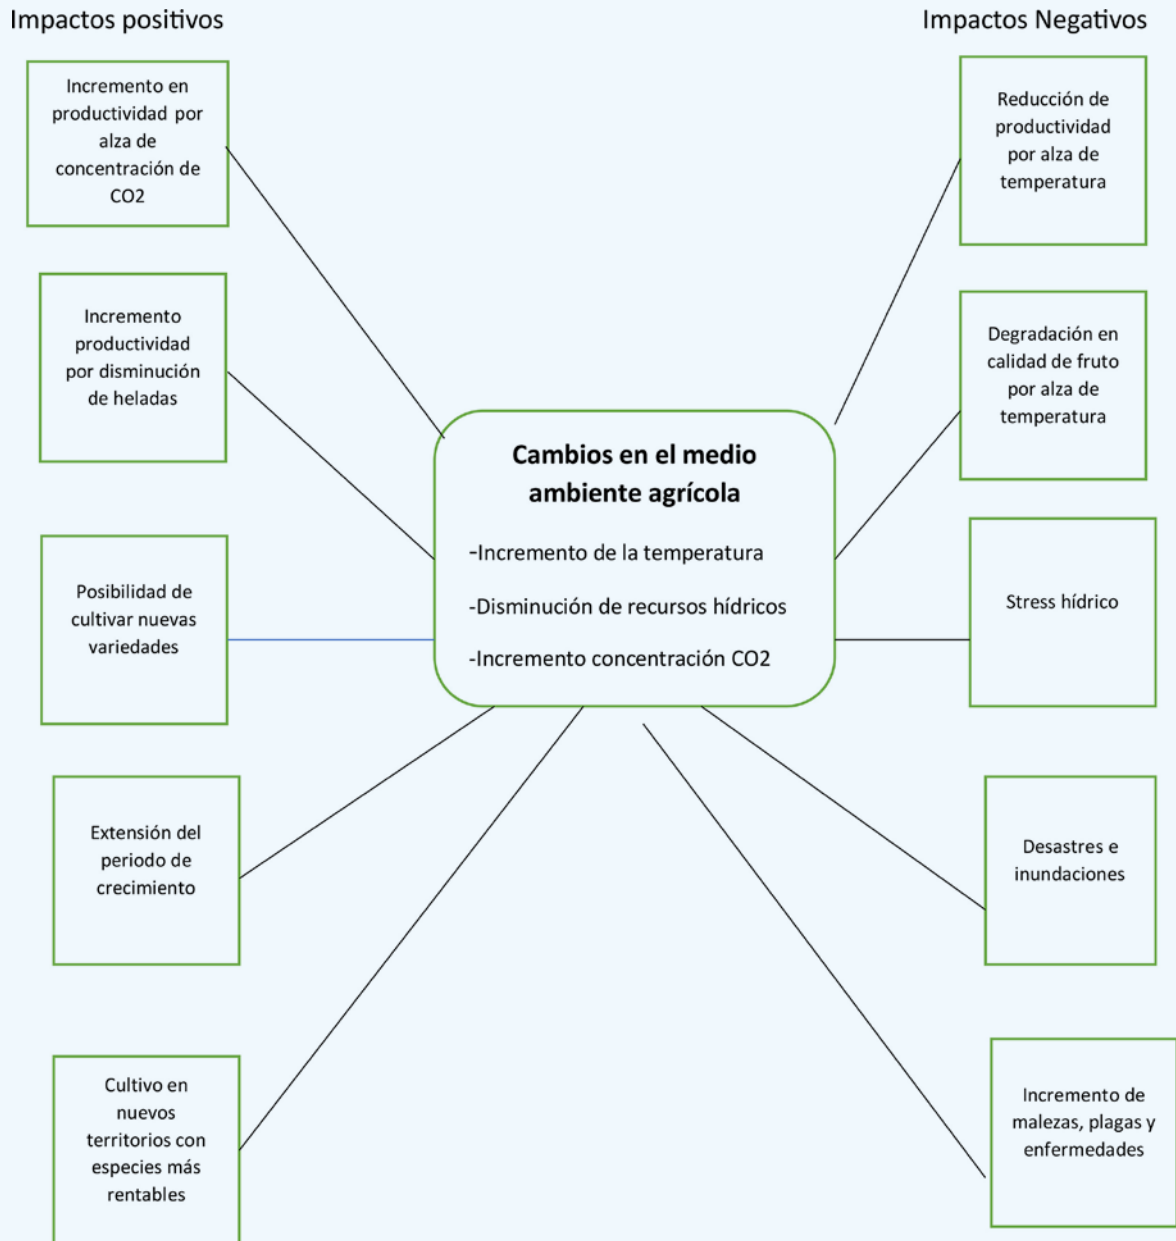 Impactos positivos
Impactos Negativos
Incremento en
productividad por
alza de
concentración de
CO2
Incremento
productividad
por disminución
de heladas
Posibilidad de
cultivar nuevas
variedades
Extensión del
periodo de
crecimiento
Cultivo en
nuevos
territorios con
especies más
rentables
Cambios en el medio
ambiente agrícola
-Incremento de la temperatura
-Disminución de recursos hídricos
-Incremento concentración CO2
Reducción de
productividad
por alza de
temperatura
Degradación en
calidad de fruto
por alza de
temperatura
Stress hídrico
Desastres e
inundaciones
Incremento de
malezas, plagas y
enfermedades